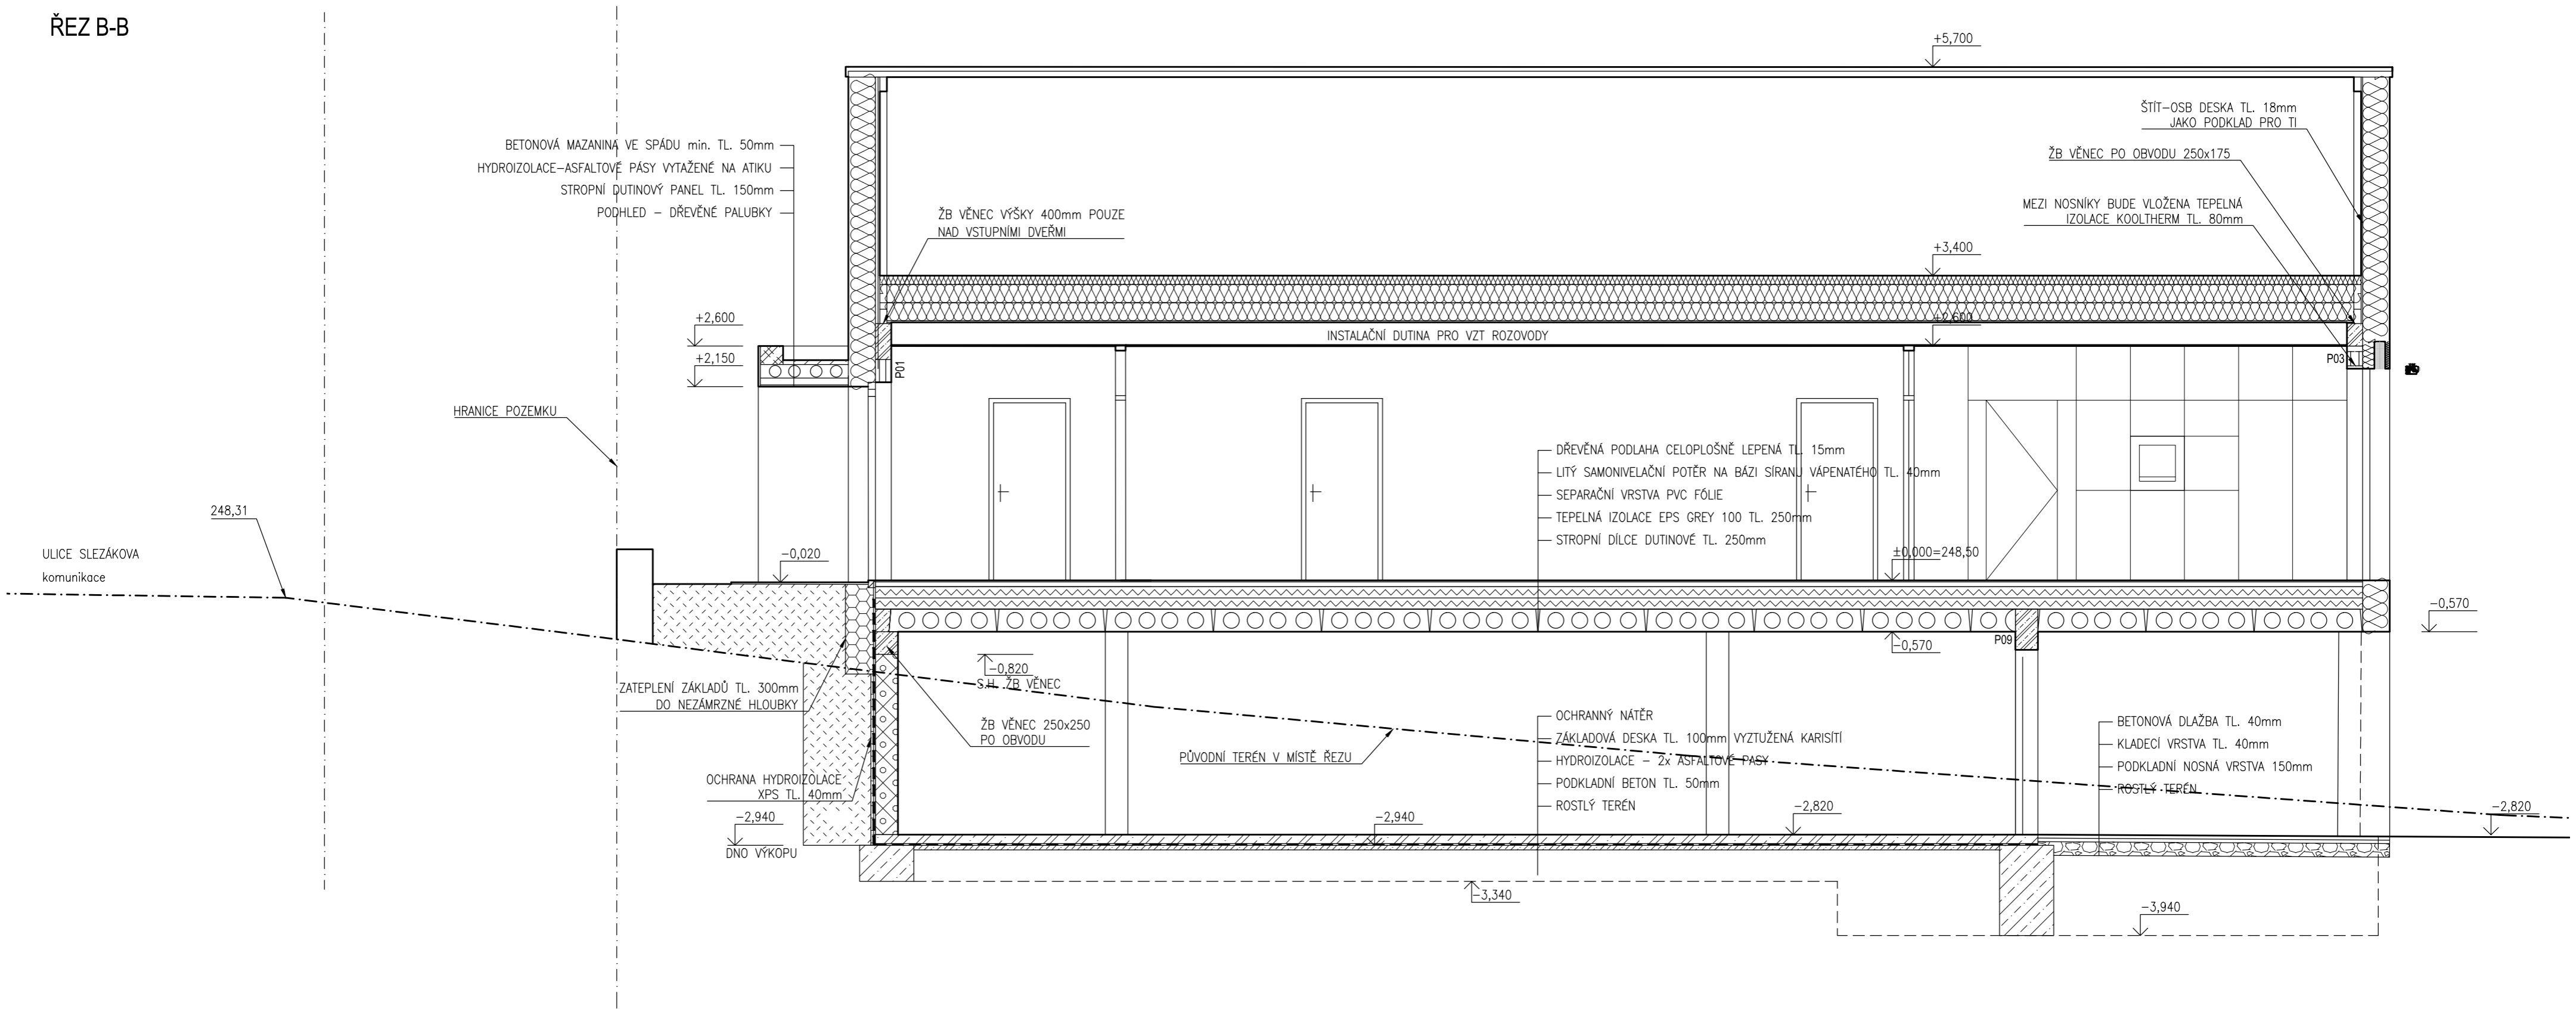 ŘEZ B-B
+5,700
ŠTÍT-OSB DESKA TL. 18mm
JAKO PODKLAD PRO TI
BETONOVÁ MAZANINA VE SPÁDU min. TL. 50mm
HYDROIZOLACE-ASFALTOVÉ PÁSY VYTAŽENÉ NA ATIKU
STROPNÍ DUTINOVÝ PANEL TL. 150mm
PODHLED - DŘEVĚNÉ PALUBKY
ŽB VĚNEC PO OBVODU 250x175
MEZI NOSNÍKY BUDE VLOŽENA TEPELNÁ
IZOLACE KOOLTHERM TL. 80mm
ŽB VĚNEC VÝŠKY 400mm POUZE
NAD VSTUPNÍMI DVEŘMI
+3,400
+2,600
+2,600
INSTALAČNÍ DUTINA PRO VZT ROZOVODY
+2,150
P01
P03
HRANICE POZEMKU
DŘEVĚNÁ PODLAHA CELOPLOŠNĚ LEPENÁ TL. 15mm
LITÝ SAMONIVELAČNÍ POTĚR NA BÁZI SÍRANU VÁPENATÉHO TL. 40mm
SEPARAČNÍ VRSTVA PVC FÓLIE
TEPELNÁ IZOLACE EPS GREY 100 TL. 250mm
STROPNÍ DÍLCE DUTINOVÉ TL. 250mm
248,31
ULICE SLEZÁKOVA
komunikace
-0,020
±0,000=248,50
-0,570
-0,570
P09
-0,820
S.H. ŽB VĚNEC
ZATEPLENÍ ZÁKLADŮ TL. 300mm
DO NEZÁMRZNÉ HLOUBKY
ŽB VĚNEC 250x250
PO OBVODU
PŮVODNÍ TERÉN V MÍSTĚ ŘEZU
OCHRANNÝ NÁTĚR
ZÁKLADOVÁ DESKA TL. 100mm VYZTUŽENÁ KARISÍTÍ
HYDROIZOLACE - 2x ASFALTOVÉ PASY
PODKLADNÍ BETON TL. 50mm
ROSTLÝ TERÉN
BETONOVÁ DLAŽBA TL. 40mm
KLADECÍ VRSTVA TL. 40mm
PODKLADNÍ NOSNÁ VRSTVA 150mm
ROSTLÝ TERÉN
OCHRANA HYDROIZOLACE
XPS TL. 40mm
-2,940
DNO VÝKOPU
-2,940
-2,820
-2,820
-3,340
-3,940